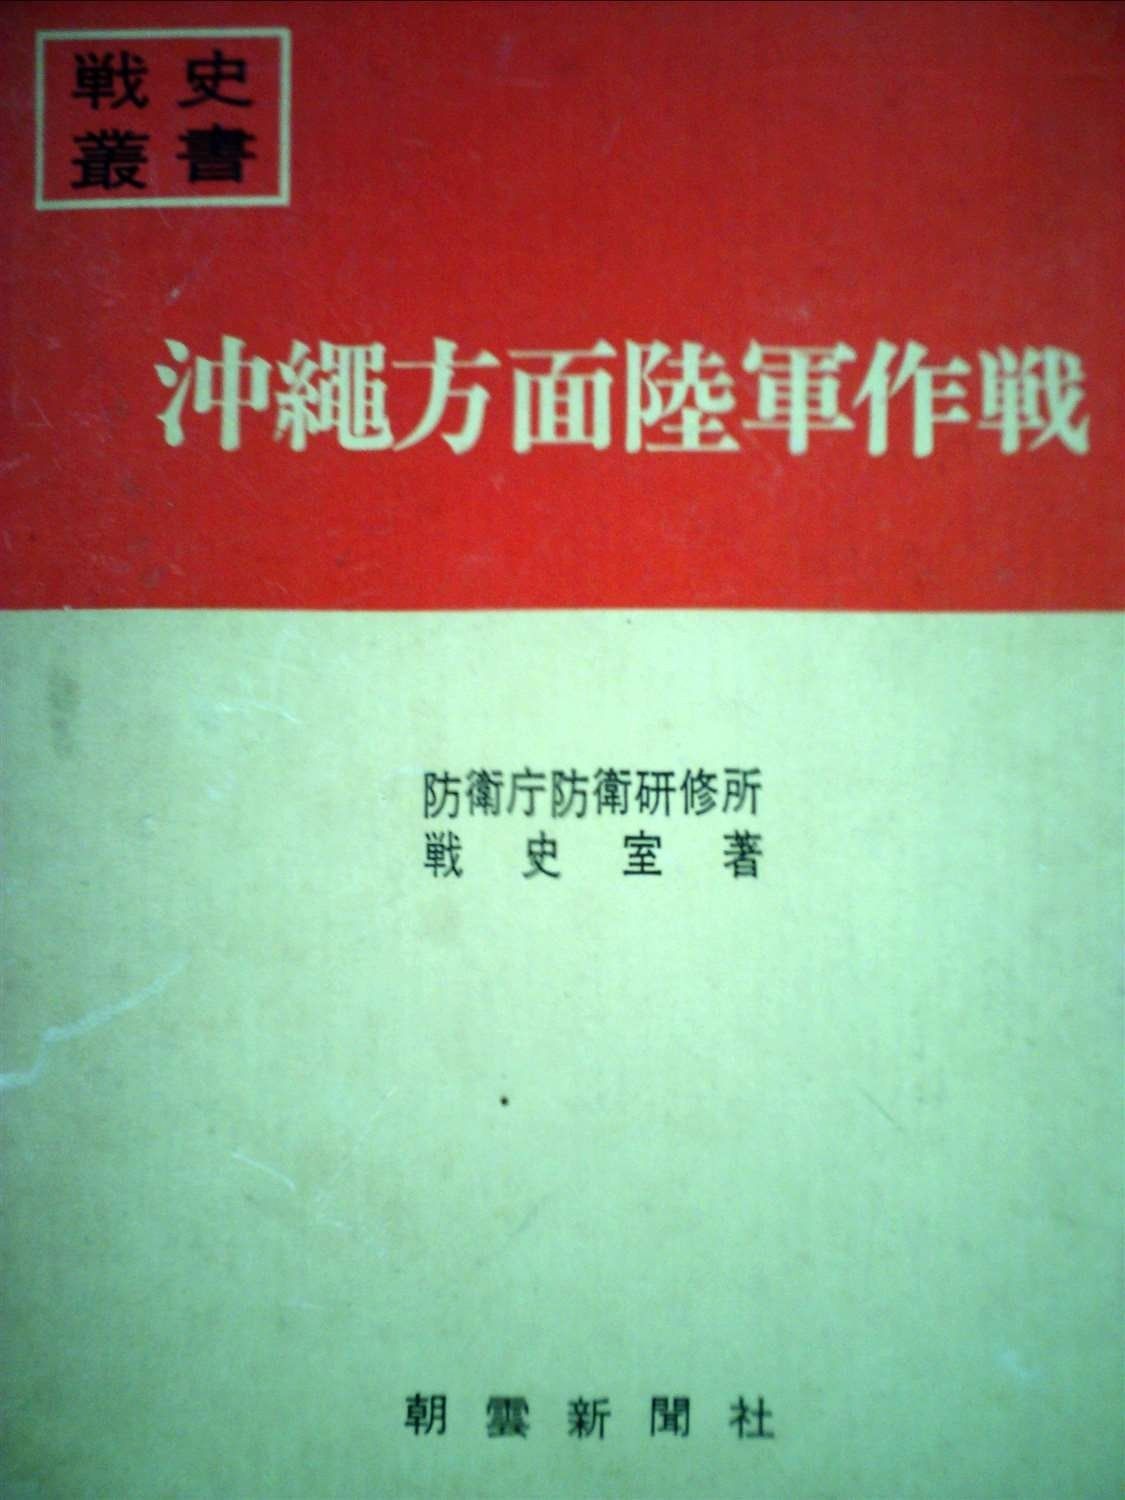 戦史
叢書
沖縄方面陸軍作戦
防衛庁防衛研修所
戦史室著
朝雲新聞社